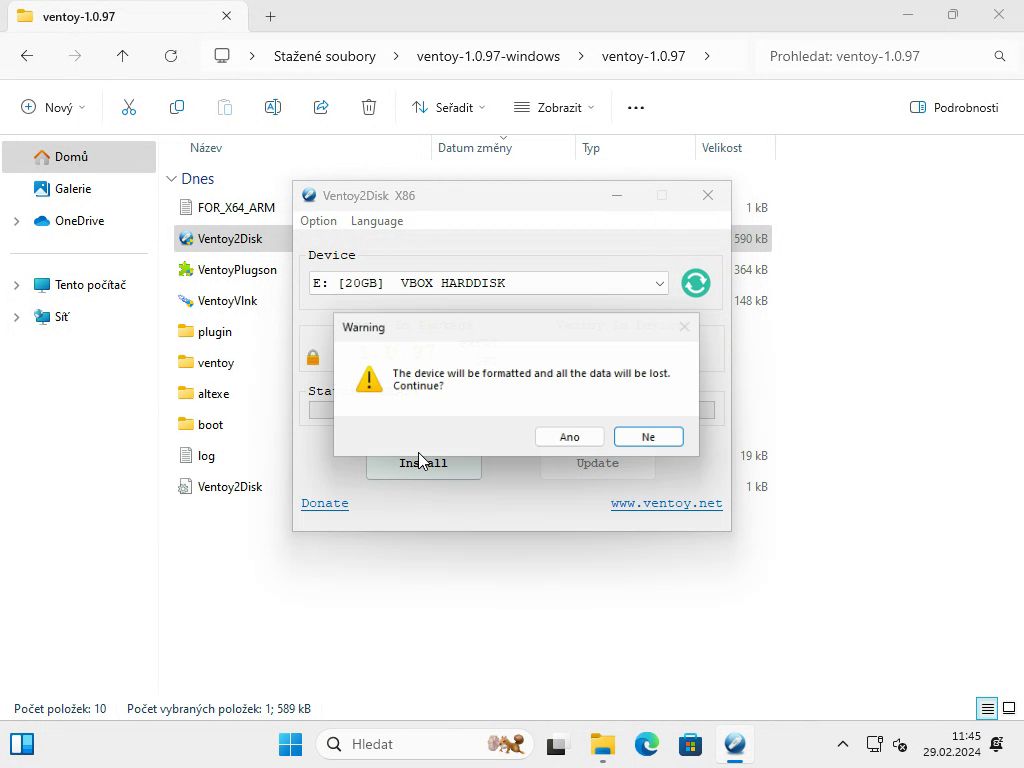 ventoy-1.0.97
Stažené soubory
ventoy-1.0.97-windows
ventoy-1.0.97
Prohledat: ventoy-1.0.97
Nový
Seřadit
Zobrazit
Podrobnosti
Domů
Galerie
OneDrive
Tento počítač
Síť
Název
Datum změny
Typ
Velikost
Dnes
FOR_X64_ARM
1 kB
Ventoy2Disk
590 kB
VentoyPlugson
364 kB
VentoyVlnk
148 kB
plugin
ventoy
altexe
boot
log
19 kB
Ventoy2Disk
1 kB
Ventoy2Disk X86
Option
Language
Device
E: [20GB] VBOX HARDDISK
Warning
The device will be formatted and all the data will be lost.
Continue?
Ano
Ne
Install
Update
Donate
www.ventoy.net
Počet položek: 10
Počet vybraných položek: 1; 589 kB
Hledat
11:45
29.02.2024